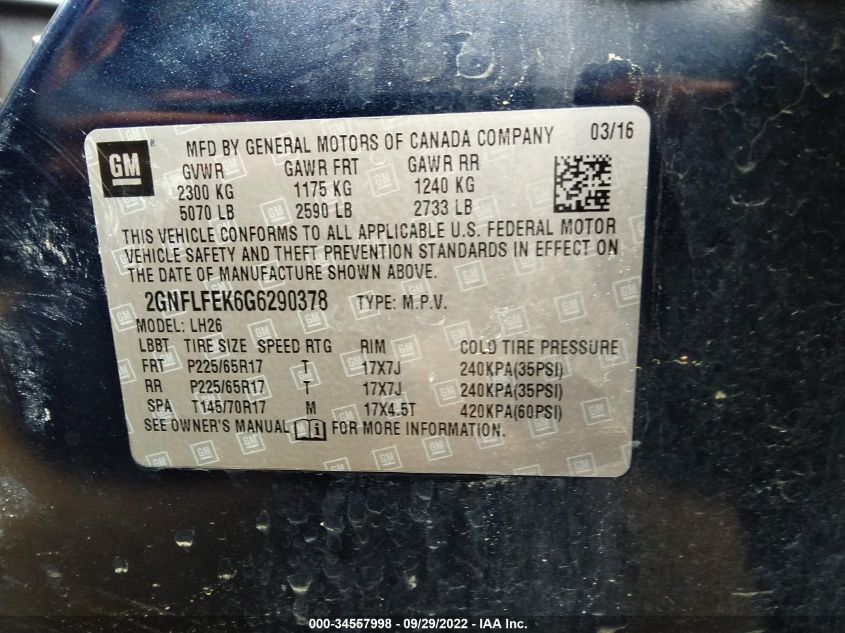 GM ® MFD BY GENERAL MOTORS OF CANADA COMPANY 03/16
GVWR GAWR FRT GAWR RR
2300 KG 1175 KG 1240 KG
5070 LB 2590 LB 2733 LB
THIS VEHICLE CONFORMS TO ALL APPLICABLE U.S. FEDERAL MOTOR
VEHICLE SAFETY AND THEFT PREVENTION STANDARDS IN EFFECT ON
THE DATE OF MANUFACTURE SHOWN ABOVE.
2GNFLFEK6G6290378 TYPE: M.P.V.
MODEL: LH26
LBBT TIRE SIZE SPEED RTG RIM COLD TIRE PRESSURE
FRT P225/65R17 T 17X7J 240KPA(35PSI)
RR P225/65R17 T 17X7J 240KPA(35PSI)
SPA T145/70R17 M 17X4.5T 420KPA(60PSI)
SEE OWNER'S MANUAL i FOR MORE INFORMATION.
000-34557998 - 09/29/2022 - IAA Inc.